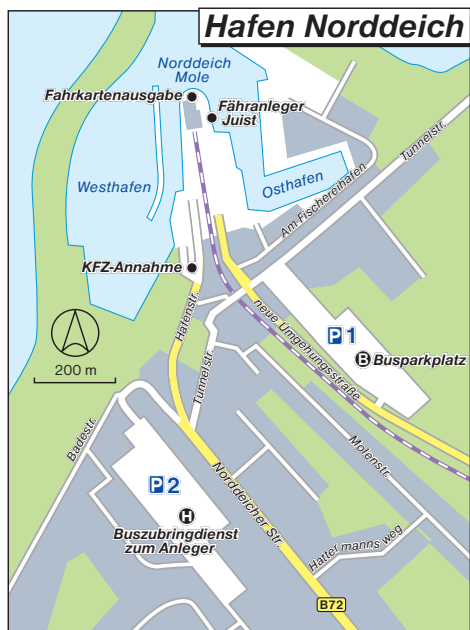 Hafen Norddeich
Norddeich
Mole
Fahrkartenausgabe
Fähranleger
Juist
Tunnelstr.
Westhafen
Osthafen
Am Fischereihafen
KFZ-Annahme
Hafenstr.
neue Umgehungsstraße
P 1
B Busparkplatz
200 m
Tunnelstr.
Badestr.
Molenstr.
P 2
Norddeicher Str.
H
Buszubringdienst
zum Anleger
Hattermanns weg
B72